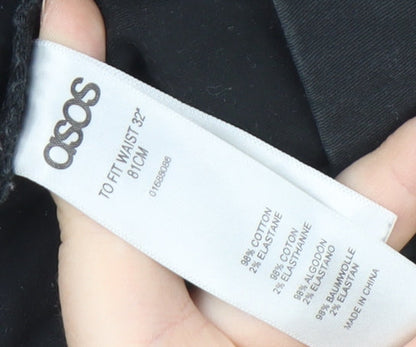 asos
TO FIT WAIST 32"
81CM
01688086
98% COTTON
2% ELASTANE
98% COTON
2% ELASTHANNE
98% ALGODON
2% ELASTANO
98% BAUMWOLLE
2% ELASTAN
MADE IN CHINA